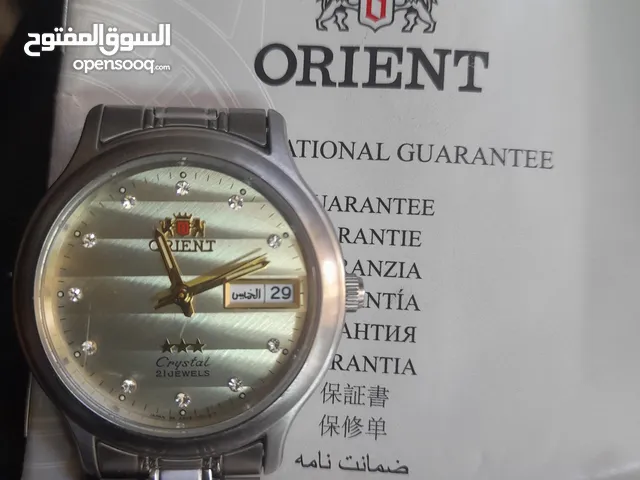 السوق المفتوح
opensooq.com
ORIENT
ATIONAL GUARANTEE
UARANTEE
RANTIE
RANZIA
NTÍA
АНТИЯ
RANTIA
保証書
保修单
ضمانت نامه
ORIENT
الخميس 29
Crystal
21 JEWELS